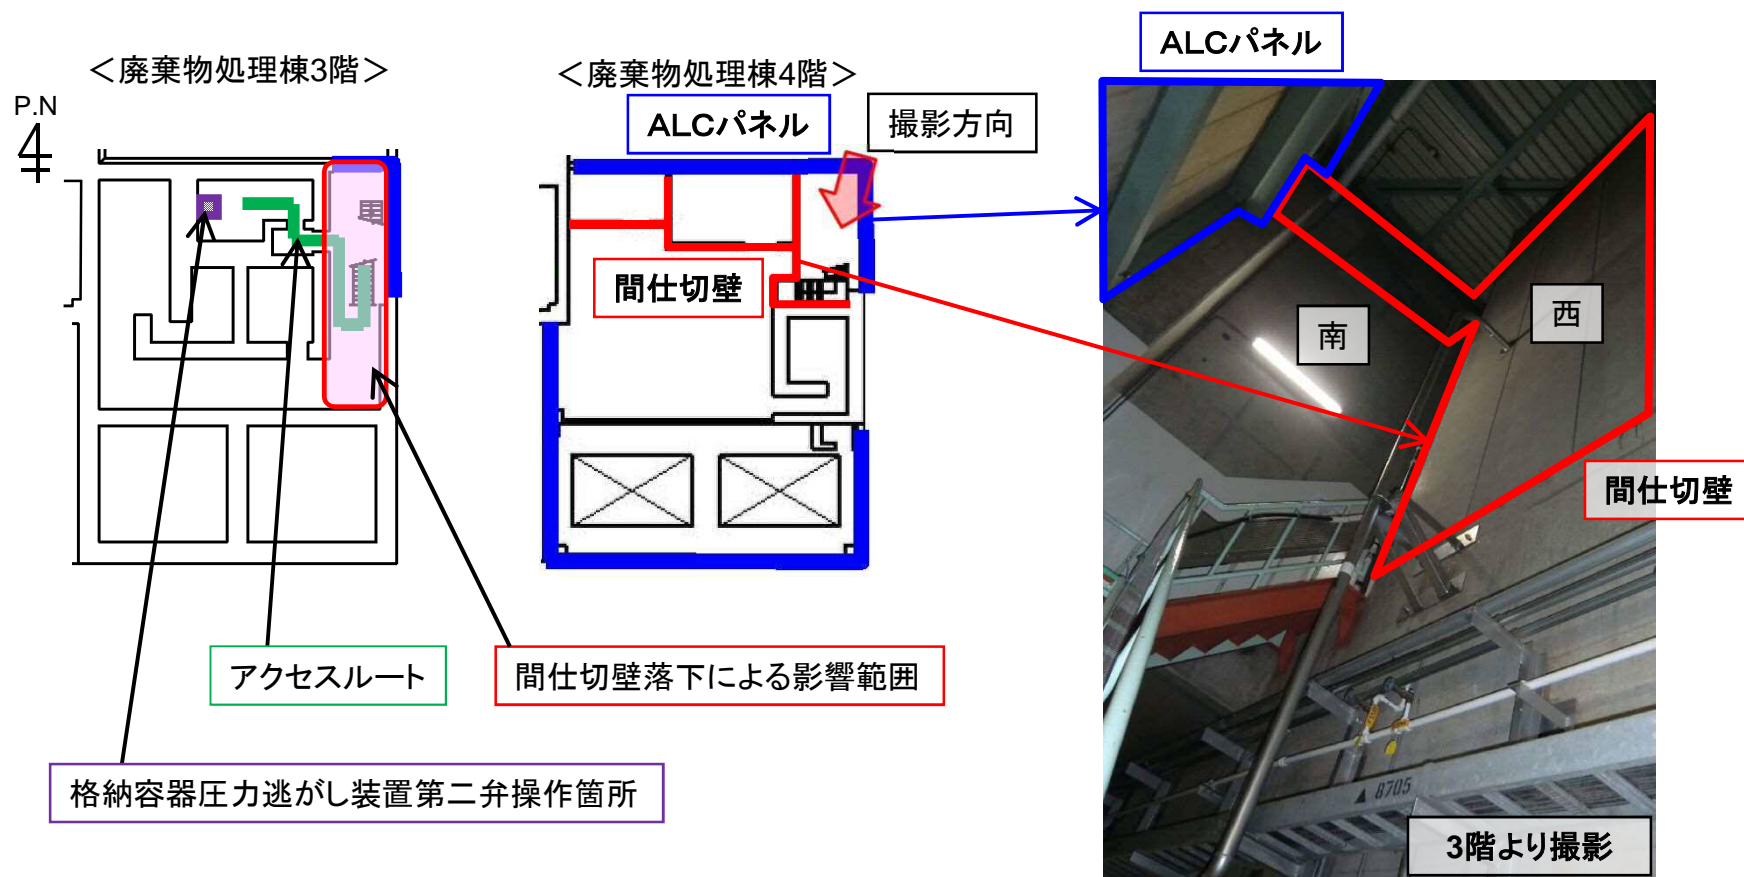 ALCパネル
<廃棄物処理棟3階>
<廃棄物処理棟4階>
P.N
ALCパネル
撮影方向
間仕切壁
南
西
間仕切壁
アクセスルート
間仕切壁落下による影響範囲
格納容器圧力逃がし装置第二弁操作箇所
▲ 8705
3階より撮影